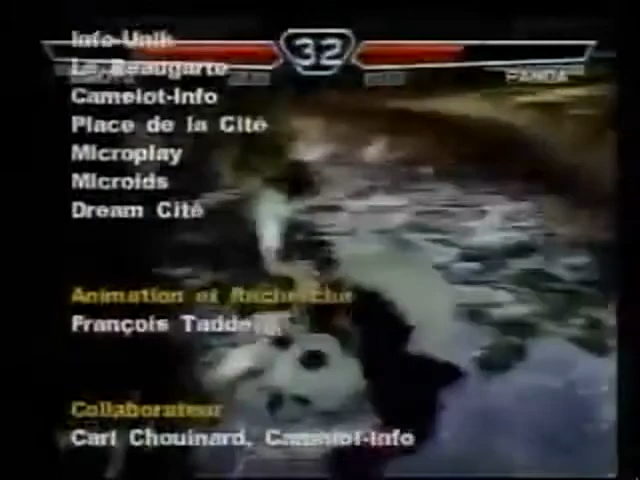 Info-Unik
32
Le Beaugarte
PANDA
Camelot-Info
Place de la Cité
Microplay
Microids
Dream Cité
Animation et Recherche
François Tadde
Collaborateur
Carl Chouinard, Camelot-Info